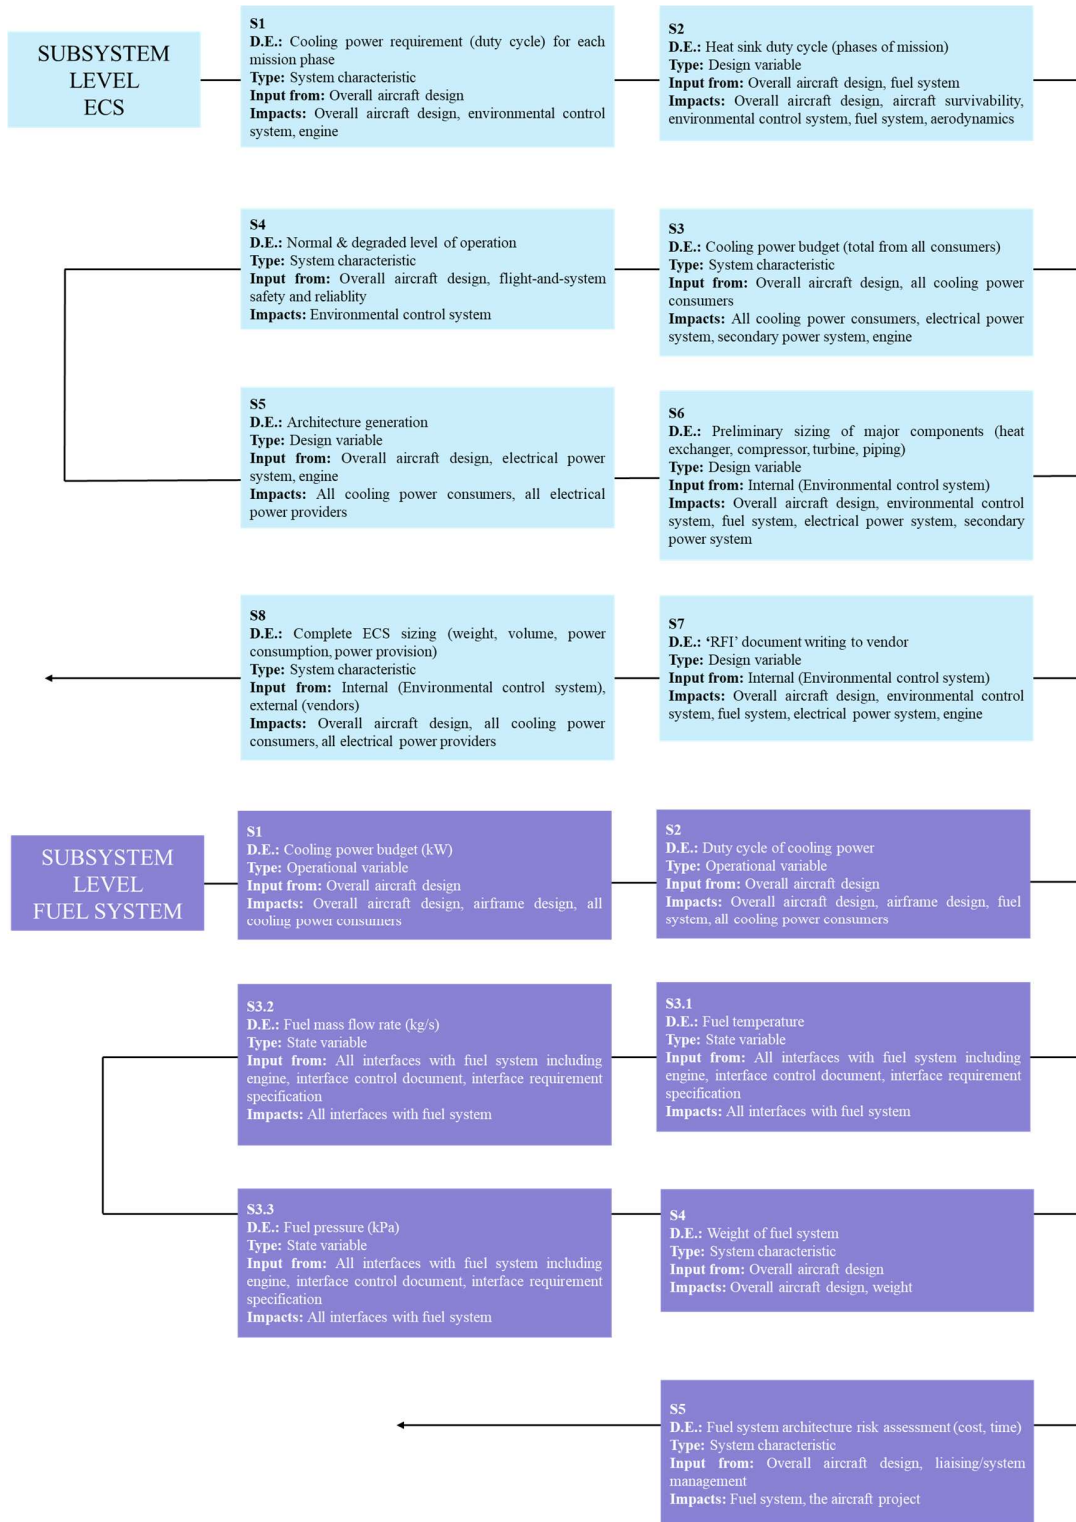 SUBSYSTEM
LEVEL
ECS
S1
D.E.: Cooling power requirement (duty cycle) for each
mission phase
Type: System characteristic
Input from: Overall aircraft design
Impacts: Overall aircraft design, environmental control
system, engine
S2
D.E.: Heat sink duty cycle (phases of mission)
Type: Design variable
Input from: Overall aircraft design, fuel system
Impacts: Overall aircraft design, aircraft survivability,
environmental control system, fuel system, aerodynamics
S4
D.E.: Normal & degraded level of operation
Type: System characteristic
Input from: Overall aircraft design, flight-and-system
safety and reliablity
Impacts: Environmental control system
S3
D.E.: Cooling power budget (total from all consumers)
Type: System characteristic
Input from: Overall aircraft design, all cooling power
consumers
Impacts: All cooling power consumers, electrical power
system, secondary power system, engine
S5
D.E.: Architecture generation
Type: Design variable
Input from: Overall aircraft design, electrical power
system, engine
Impacts: All cooling power consumers, all electrical
power providers
S6
D.E.: Preliminary sizing of major components (heat
exchanger, compressor, turbine, piping)
Type: Design variable
Input from: Internal (Environmental control system)
Impacts: Overall aircraft design, environmental control
system, fuel system, electrical power system, secondary
power system
S8
D.E.: Complete ECS sizing (weight, volume, power
consumption, power provision)
Type: System characteristic
Input from: Internal (Environmental control system),
external (vendors)
Impacts: Overall aircraft design, all cooling power
consumers, all electrical power providers
S7
D.E.: ‘RFI’ document writing to vendor
Type: Design variable
Input from: Internal (Environmental control system)
Impacts: Overall aircraft design, environmental control
system, fuel system, electrical power system, engine
SUBSYSTEM
LEVEL
FUEL SYSTEM
S1
D.E.: Cooling power budget (kW)
Type: Operational variable
Input from: Overall aircraft design
Impacts: Overall aircraft design, airframe design, all
cooling power consumers
S2
D.E.: Duty cycle of cooling power
Type: Operational variable
Input from: Overall aircraft design
Impacts: Overall aircraft design, airframe design, fuel
system, all cooling power consumers
S3.2
D.E.: Fuel mass flow rate (kg/s)
Type: State variable
Input from: All interfaces with fuel system including
engine, interface control document, interface requirement
specification
Impacts: All interfaces with fuel system
S3.1
D.E.: Fuel temperature
Type: State variable
Input from: All interfaces with fuel system including
engine, interface control document, interface requirement
specification
Impacts: All interfaces with fuel system
S3.3
D.E.: Fuel pressure (kPa)
Type: State variable
Input from: All interfaces with fuel system including
engine, interface control document, interface requirement
specification
Impacts: All interfaces with fuel system
S4
D.E.: Weight of fuel system
Type: System characteristic
Input from: Overall aircraft design
Impacts: Overall aircraft design, weight
S5
D.E.: Fuel system architecture risk assessment (cost, time)
Type: System characteristic
Input from: Overall aircraft design, liaising/system
management
Impacts: Fuel system, the aircraft project